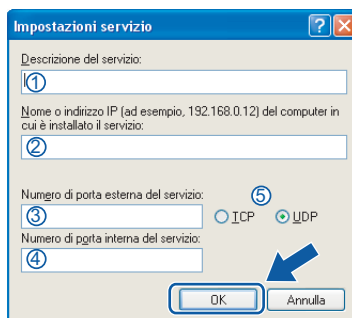 Impostazioni servizio
Descrizione del servizio:
①
Nome o indirizzo IP (ad esempio, 192.168.0.12) del computer in
cui è installato il servizio:
②
Numero di porta esterna del servizio:
⑤
③
TCP
UDP
Numero di porta interna del servizio:
④
OK
Annulla